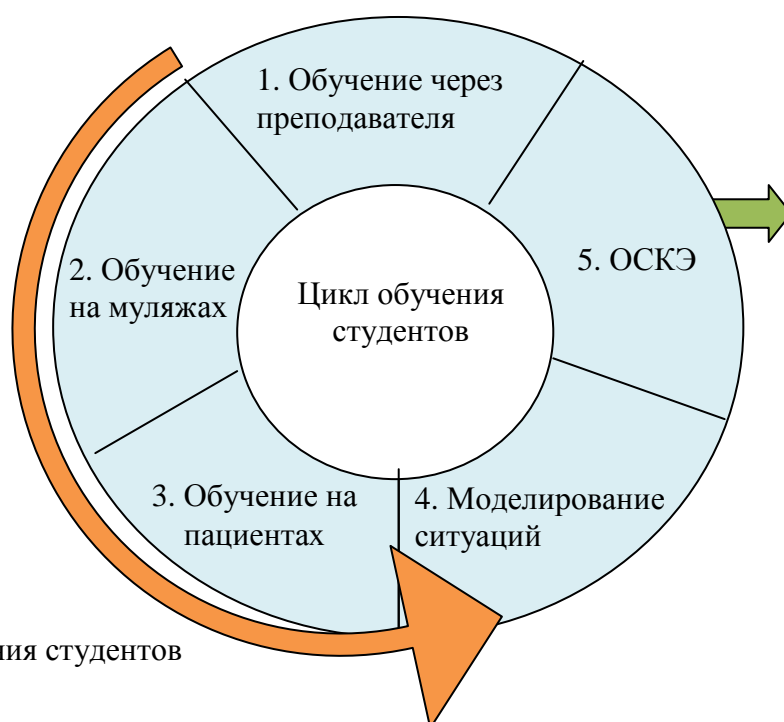 1. Обучение через
преподавателя
2. Обучение
на муляжах
5. ОСКЭ
Цикл обучения
студентов
3. Обучение на
пациентах
4. Моделирование
ситуаций
студентов